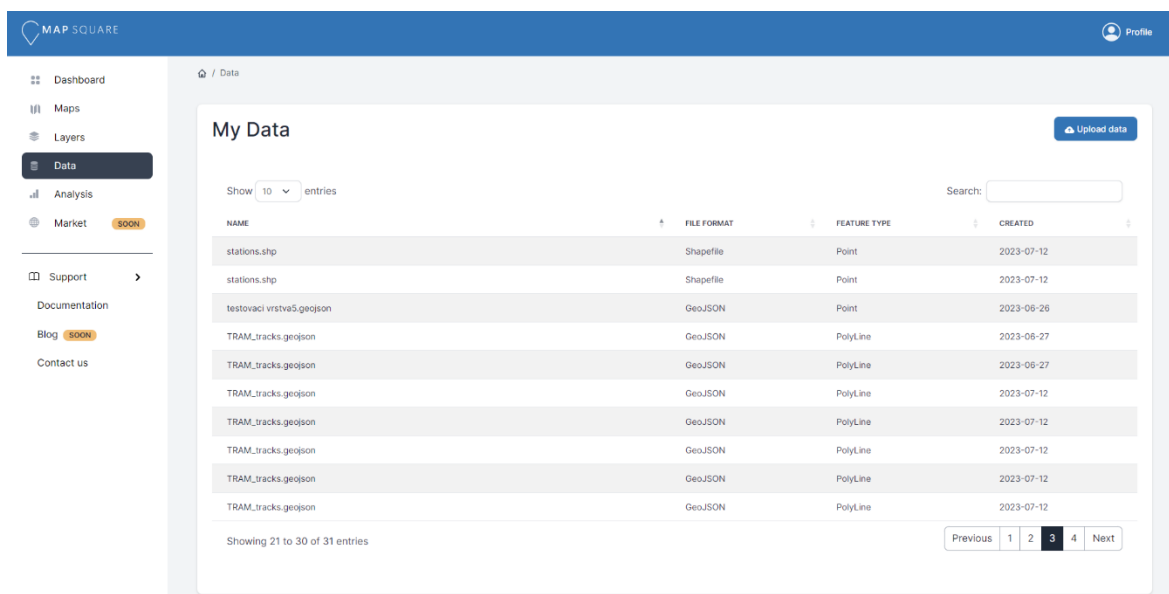 MAP SQUARE
Profile
Dashboard
Maps
Layers
Data
Analysis
Market SOON
Support
Documentation
Blog SOON
Contact us
/ Data
My Data
Upload data
Show 10 entries
Search:
NAME FILE FORMAT FEATURE TYPE CREATED
stations.shp Shapefile Point 2023-07-12
stations.shp Shapefile Point 2023-07-12
testovaci vrstva5.geojson GeoJSON Point 2023-06-26
TRAM_tracks.geojson GeoJSON PolyLine 2023-06-27
TRAM_tracks.geojson GeoJSON PolyLine 2023-06-27
TRAM_tracks.geojson GeoJSON PolyLine 2023-07-12
TRAM_tracks.geojson GeoJSON PolyLine 2023-07-12
TRAM_tracks.geojson GeoJSON PolyLine 2023-07-12
TRAM_tracks.geojson GeoJSON PolyLine 2023-07-12
TRAM_tracks.geojson GeoJSON PolyLine 2023-07-12
Showing 21 to 30 of 31 entries
Previous 1 2 3 4 Next